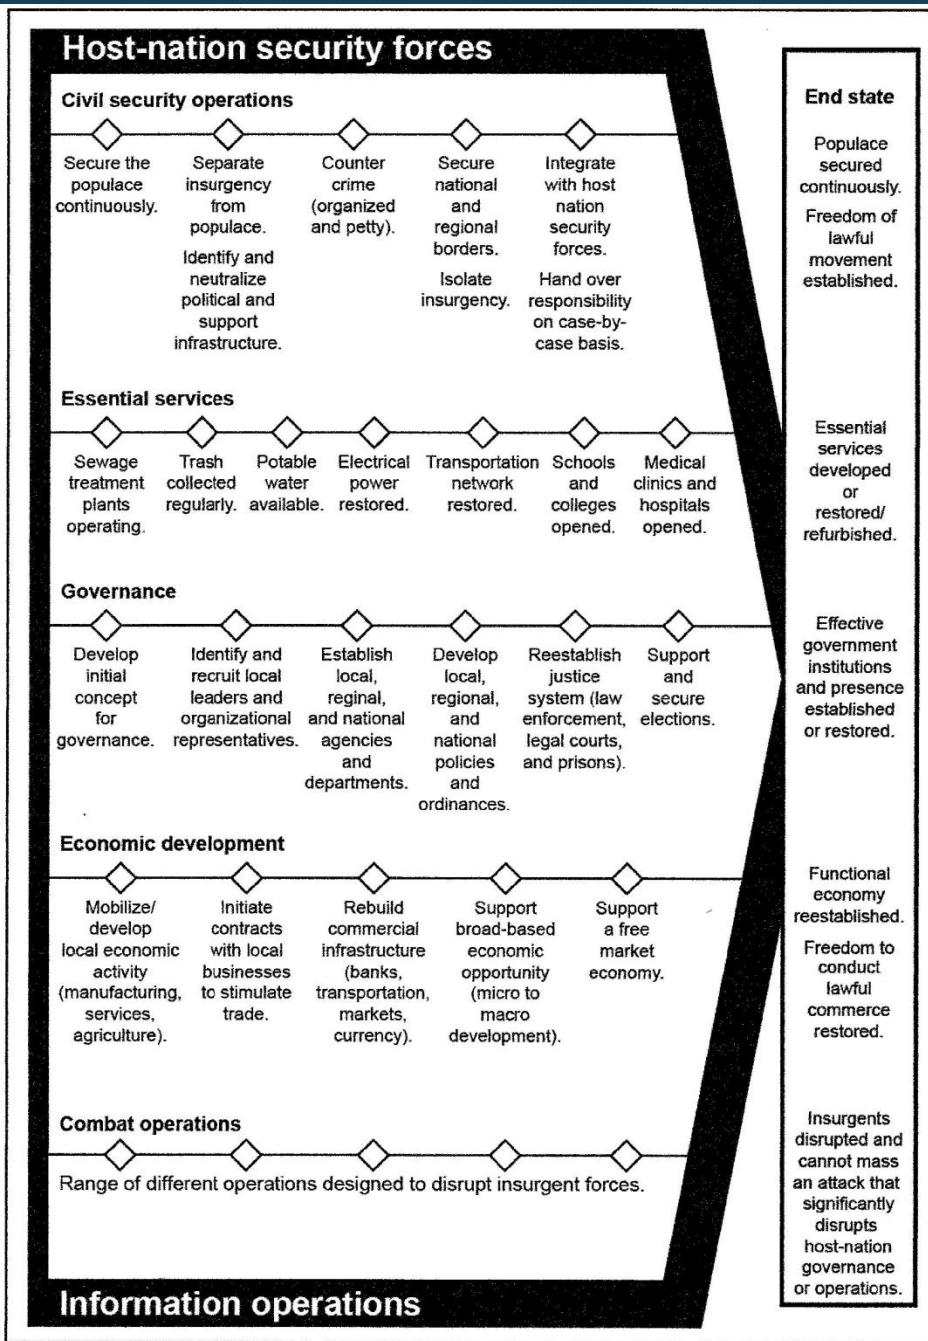 Host-nation security forces
Civil security operations
Secure the
populace
continuously.
Separate
insurgency
from
populace.
Identify and
neutralize
political and
support
infrastructure.
Counter
crime
(organized
and petty).
Secure
national
and
regional
borders.
Isolate
insurgency.
Integrate
with host
nation
security
forces.
Hand over
responsibility
on case-by-
case basis.
Essential services
Sewage
treatment
plants
operating.
Trash
collected
regularly.
Potable
water
available.
Electrical
power
restored.
Transportation
network
restored.
Schools
and
colleges
opened.
Medical
clinics and
hospitals
opened.
Governance
Develop
initial
concept
for
governance.
Identify and
recruit local
leaders and
organizational
representatives.
Establish
local,
reginal,
and national
agencies
and
departments.
Develop
local,
regional,
and
national
policies
and
ordinances.
Reestablish
justice
system (law
enforcement,
legal courts,
and prisons).
Support
and
secure
elections.
Economic development
Mobilize/
develop
local economic
activity
(manufacturing,
services,
agriculture).
Initiate
contracts
with local
businesses
to stimulate
trade.
Rebuild
commercial
infrastructure
(banks,
transportation,
markets,
currency).
Support
broad-based
economic
opportunity
(micro to
macro
development).
Support
a free
market
economy.
Combat operations
Range of different operations designed to disrupt insurgent forces.
Information operations
End state
Populace
secured
continuously.
Freedom of
lawful
movement
established.
Essential
services
developed
or
restored/
refurbished.
Effective
government
institutions
and presence
established
or restored.
Functional
economy
reestablished.
Freedom to
conduct
lawful
commerce
restored.
Insurgents
disrupted and
cannot mass
an attack that
significantly
disrupts
host-nation
governance
or operations.